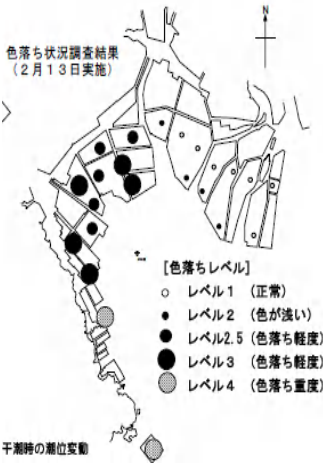 N
色落ち状況調査結果
(2月13日実施)
[色落ちレベル]
レベル1 (正常)
レベル2 (色が浅い)
レベル2.5 (色落ち軽度)
レベル3 (色落ち軽度)
レベル4 (色落ち重度)
干潮時の潮位変動